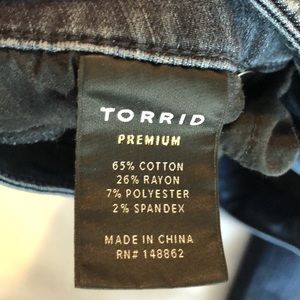 TORRID
PREMIUM
65% COTTON
26% RAYON
7% POLYESTER
2% SPANDEX
MADE IN CHINA
RN# 148862